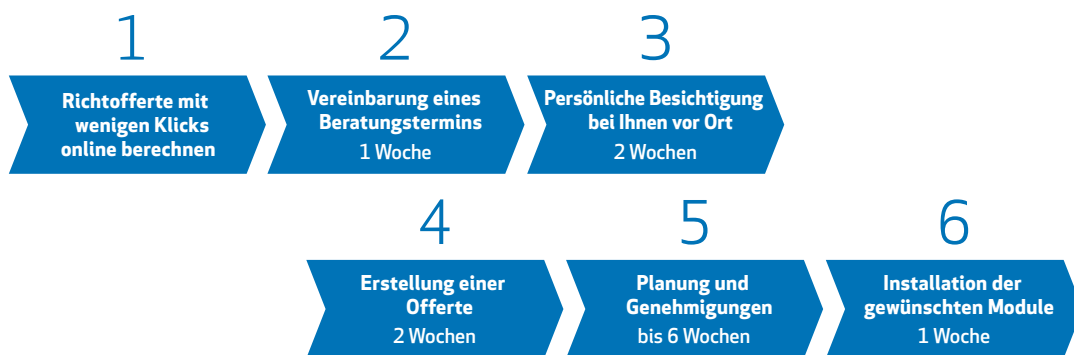 1
Richtofferte mit
wenigen Klicks
online berechnen
2
Vereinbarung eines
Beratungstermins
1 Woche
3
Persönliche Besichtigung
bei Ihnen vor Ort
2 Wochen
4
Erstellung einer
Offerte
2 Wochen
5
Planung und
Genehmigungen
bis 6 Wochen
6
Installation der
gewünschten Module
1 Woche